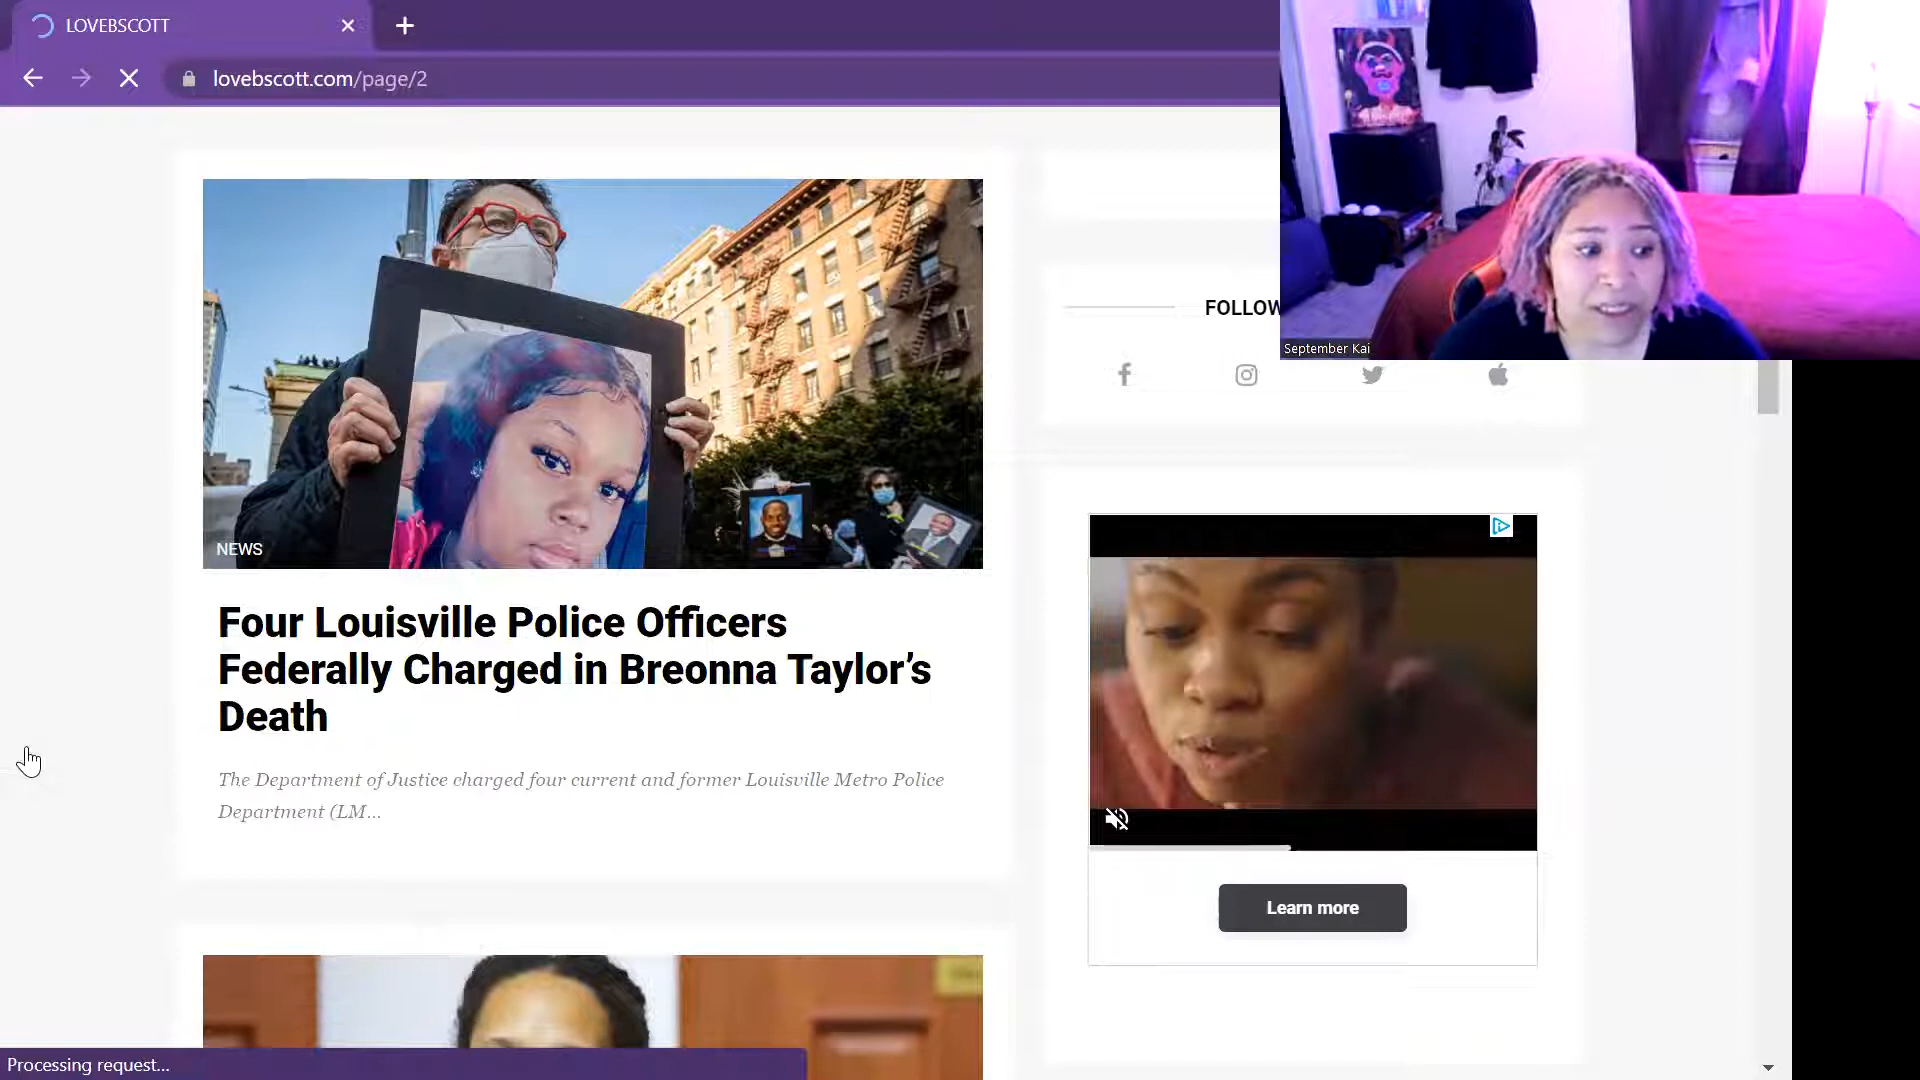 LOVEBSCOTT
lovebscott.com/page/2
September Kai
FOLLOW
NEWS
Four Louisville Police Officers
Federally Charged in Breonna Taylor’s
Death
The Department of Justice charged four current and former Louisville Metro Police
Department (LM...
Learn more
Processing request...